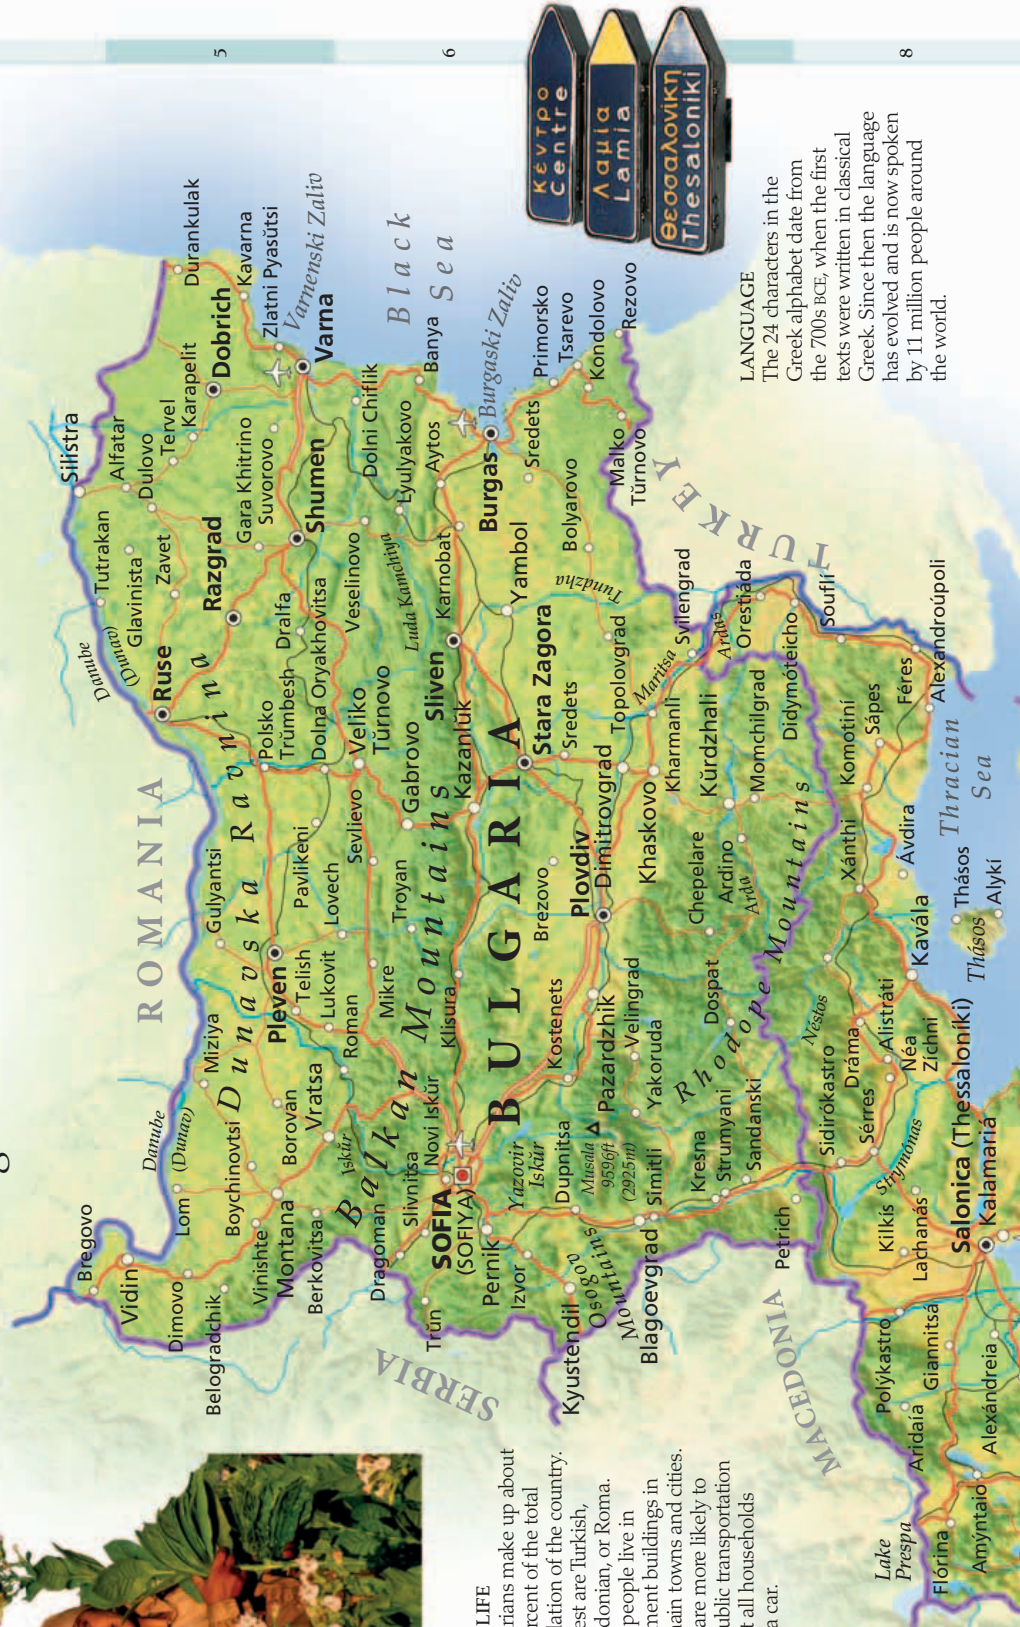 5
6
8
ROMANIA
SERBIA
MACEDONIA
TURKEY
BULGARIA
Black
Sea
Thracian
Sea
Varnenski Zaliv
Burgaski Zaliv
Dunavska Ravnina
Balkan Mountains
Rhodope Mountains
Osogov
Mountains
Danube
(Dunav)
Danube
(Dunav)
Bregovo
Vidin
Dimovo
Belogradchik
Lom
Boychinovtsi
Vinishte
Montana
Berkovitsa
Borovan
Vratsa
Miziya
Iskŭr
Gulyantsi
Pleven
Telish
Lukovit
Roman
Mikre
Pavlikeni
Lovech
Troyan
Sevlievo
Gabrovo
Ruse
Polsko
Trŭmbesh
Dolna Oryakhovitsa
Veliko
Tŭrnovo
Dralfa
Razgrad
Tutrakan
Glavinista
Zavet
Silistra
Alfatar
Dulovo
Tervel
Karapelit
Dobrich
Durankulak
Kavarna
Zlatni Pyasŭtsi
Varna
Gara Khitrino
Suvorovo
Shumen
Veselinovo
Luda Kamchiya
Dolni Chiflik
Lyulyakovo
Banya
Aytos
Karnobat
Burgas
Sredets
Primorsko
Tsarevo
Kondolovo
Rezovo
Malko
Tŭrnovo
Bolyarovo
Yambol
Tundzha
Sliven
Kazanlŭk
Stara Zagora
Sredets
Topolovgrad
Maritsa
Svilengrad
Ardas
Dragoman
Slivnitsa
Novi Iskŭr
Klisura
SOFIA
(SOFIYA)
Trŭn
Pernik
Izvor
Kyustendil
Yazovir
Iskŭr
Dupnitsa
Musala
9596ft
(2925m)
Blagoevgrad
Simitli
Kostenets
Pazardzhik
Velingrad
Yakoruda
Brezovo
Plovdiv
Dimitrovgrad
Khaskovo
Kharmanli
Kŭrdzhali
Momchilgrad
Chepelare
Ardino
Arda
Dospat
Kresna
Strumyani
Sandanski
Petrich
Orestiáda
Didymóteicho
Souflí
Féres
Alexandroúpoli
Sápes
Komotiní
Xánthi
Ávdira
Thásos
Alykí
Thásos
Kavála
Néstos
Sidirókastro
Dráma
Alistráti
Néa
Zíchni
Sérres
Strymónas
Kilkís
Lachanás
Salonica (Thessaloníki)
Kalamariá
Polýkastro
Giannitsá
Aridaía
Alexándreia
Lake
Prespa
Flórina
Amýntaio
κέντρο
Centre
Λαμία
Lamia
Θεσσαλονίκη
Thesaloniki
LANGUAGE
The 24 characters in the
Greek alphabet date from
the 700s BCE, when the first
texts were written in classical
Greek. Since then the language
has evolved and is now spoken
by 11 million people around
the world.
LIFE
rians make up about
rcent of the total
lation of the country.
est are Turkish,
donian, or Roma.
people live in
ment buildings in
ain towns and cities.
are more likely to
ublic transportation
t all households
a car.